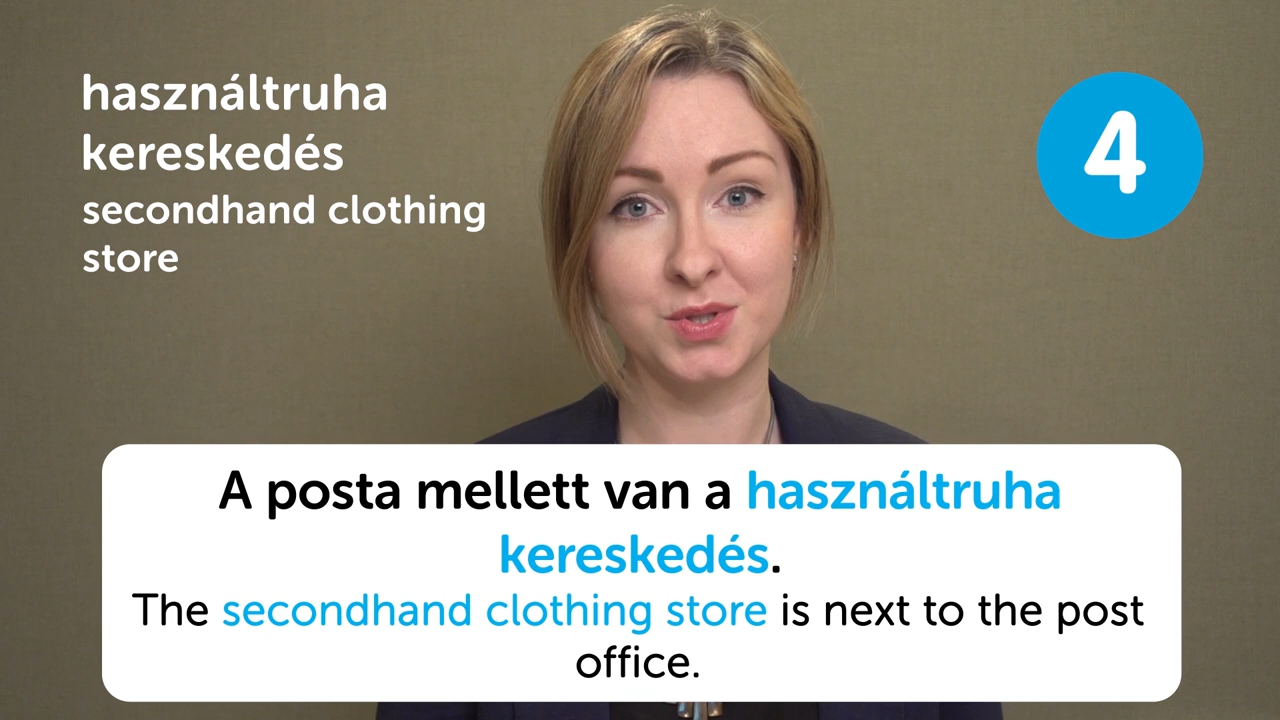 használtruha
kereskedés
secondhand clothing
store
4
A posta mellett van a használtruha
kereskedés.
The secondhand clothing store is next to the post
office.